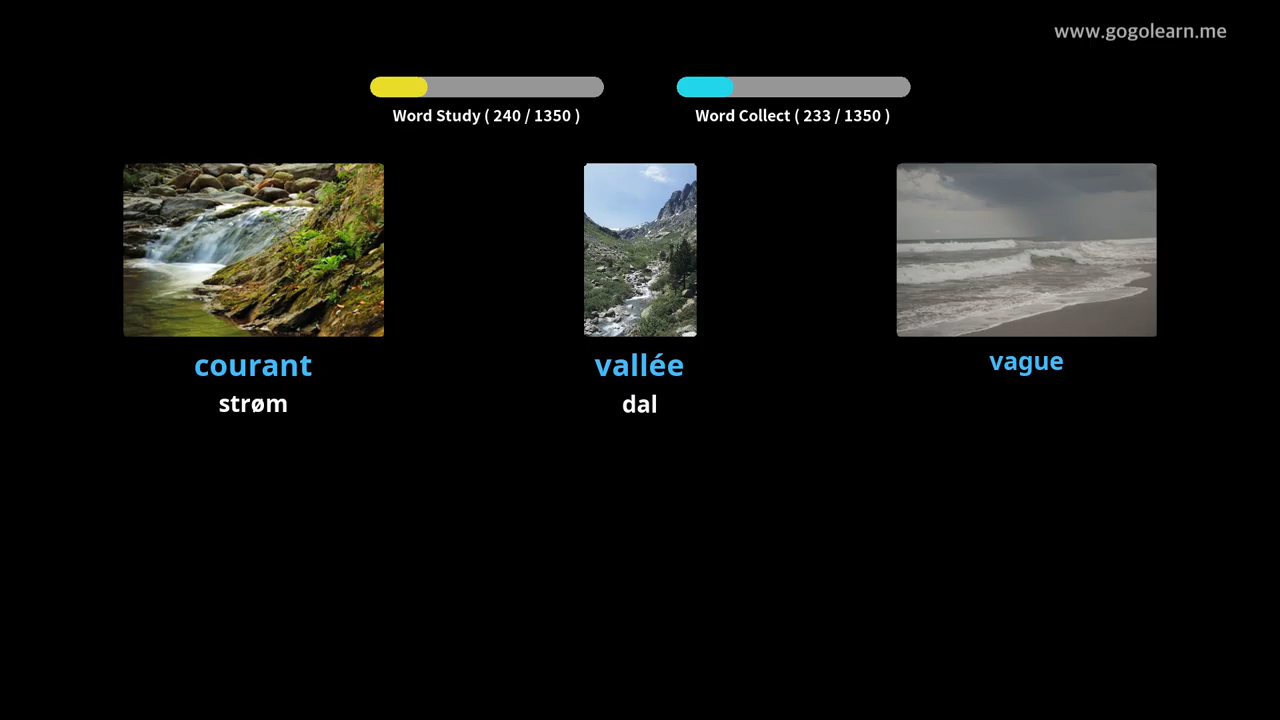 www.gogolearn.me
Word Study ( 240 / 1350 )
Word Collect ( 233 / 1350 )
courant
strøm
vallée
dal
vague